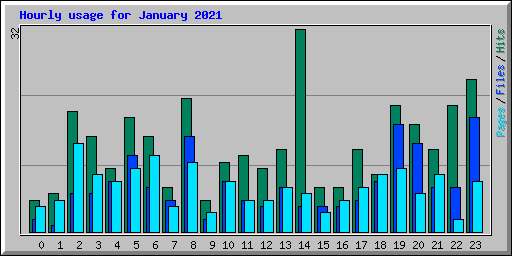 Hourly usage for January 2021
32
Pages/Files/Hits
0 1 2 3 4 5 6 7 8 9 10 11 12 13 14 15 16 17 18 19 20 21 22 23